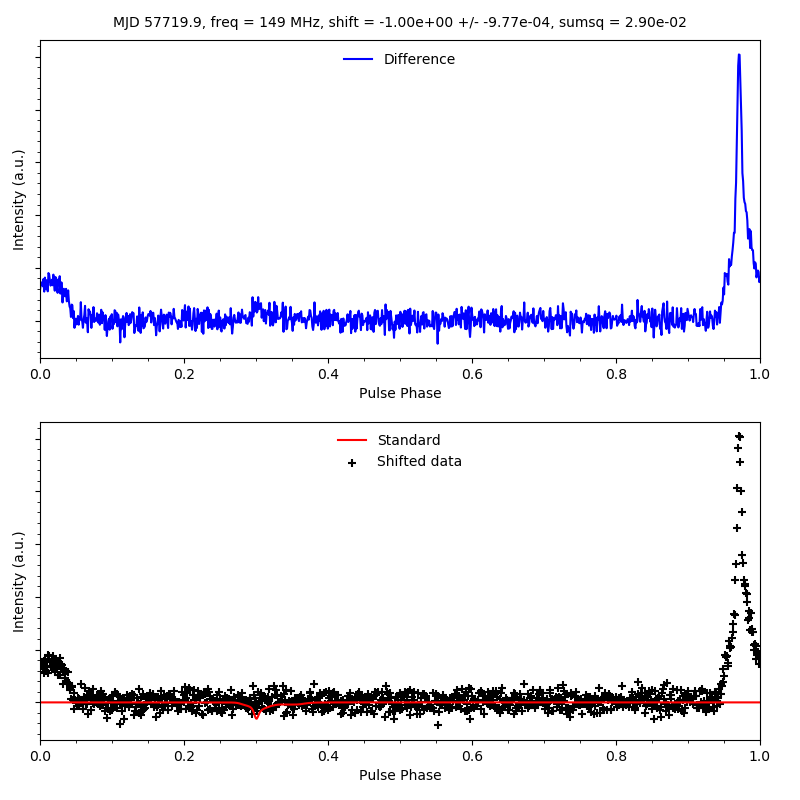 MJD 57719.9, freq = 149 MHz, shift = -1.00e+00 +/- -9.77e-04, sumsq = 2.90e-02
Difference
Intensity (a.u.)
0.0 0.2 0.4 0.6 0.8 1.0
Pulse Phase
Standard
Shifted data
Intensity (a.u.)
0.0 0.2 0.4 0.6 0.8 1.0
Pulse Phase